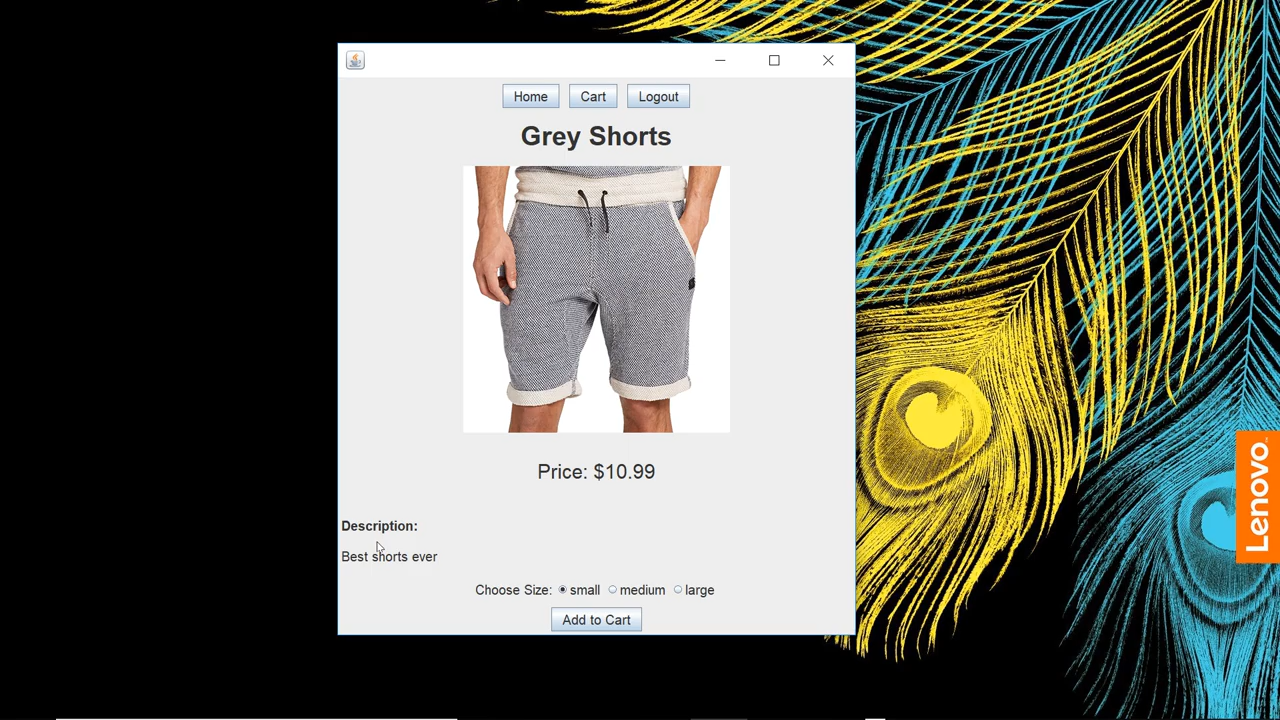 Home Cart Logout
Grey Shorts
Price: $10.99
Description:
Best shorts ever
Choose Size: small medium large
Add to Cart
Lenovo